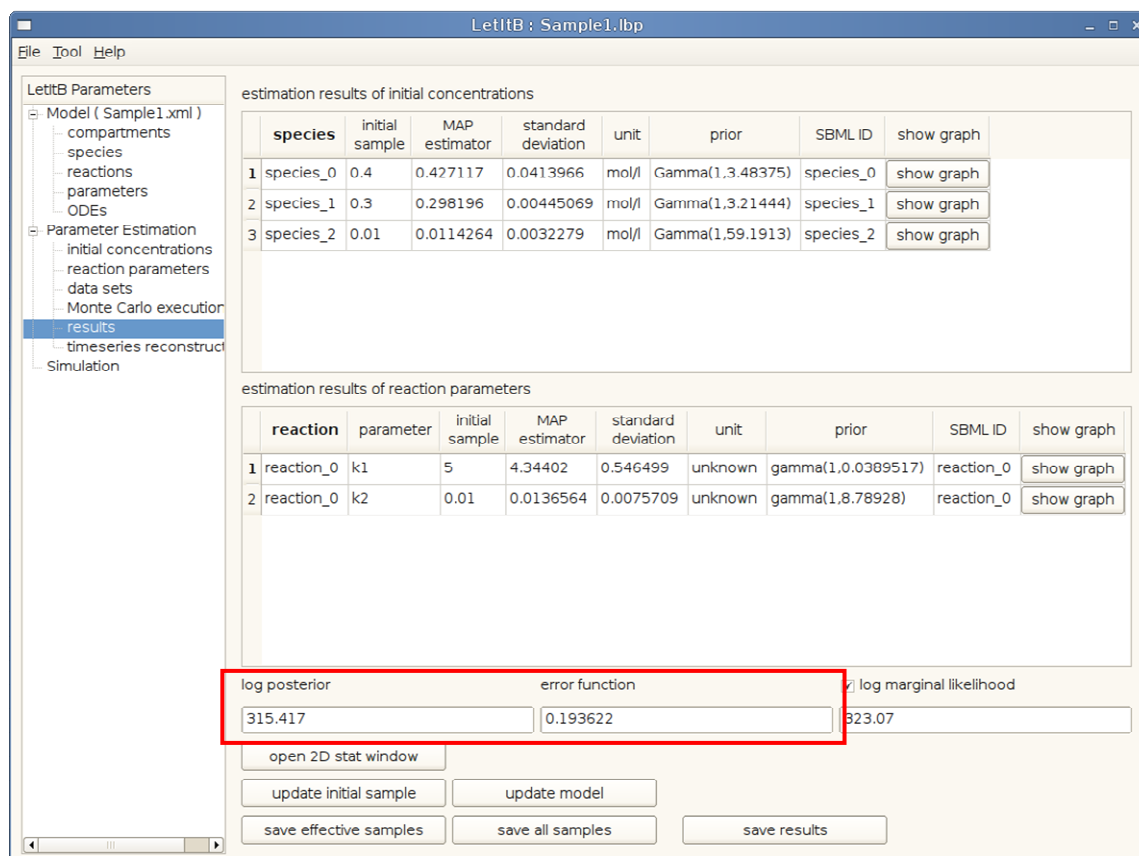 LetItB : Sample1.lbp
File Tool Help
LetItB Parameters
Model ( Sample1.xml )
compartments
species
reactions
parameters
ODEs
Parameter Estimation
initial concentrations
reaction parameters
data sets
Monte Carlo execution
results
timeseries reconstruct
Simulation
estimation results of initial concentrations
species initial sample MAP estimator standard deviation unit prior SBML ID show graph
1 species_0 0.4 0.427117 0.0413966 mol/l Gamma(1,3.48375) species_0 show graph
2 species_1 0.3 0.298196 0.00445069 mol/l Gamma(1,3.21444) species_1 show graph
3 species_2 0.01 0.0114264 0.0032279 mol/l Gamma(1,59.1913) species_2 show graph
estimation results of reaction parameters
reaction parameter initial sample MAP estimator standard deviation unit prior SBML ID show graph
1 reaction_0 k1 5 4.34402 0.546499 unknown gamma(1,0.0389517) reaction_0 show graph
2 reaction_0 k2 0.01 0.0136564 0.0075709 unknown gamma(1,8.78928) reaction_0 show graph
log posterior error function log marginal likelihood
315.417 0.193622 323.07
open 2D stat window
update initial sample update model
save effective samples save all samples save results